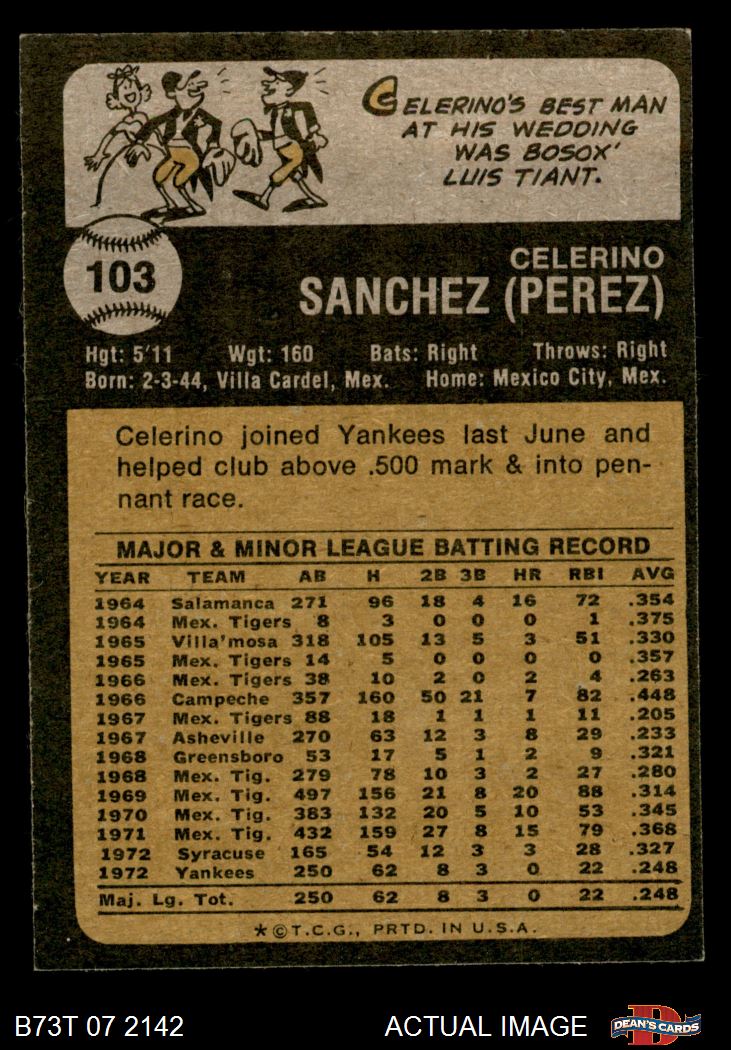 CELERINO'S BEST MAN
AT HIS WEDDING
WAS BOSOX'
LUIS TIANT.
103
CELERINO
SANCHEZ (PEREZ)
Hgt: 5'11 Wgt: 160 Bats: Right Throws: Right
Born: 2-3-44, Villa Cardel, Mex. Home: Mexico City, Mex.
Celerino joined Yankees last June and
helped club above .500 mark & into pen-
nant race.
MAJOR & MINOR LEAGUE BATTING RECORD
YEAR TEAM AB H 2B 3B HR RBI AVG
1964 Salamanca 271 96 18 4 16 72 .354
1964 Mex. Tigers 8 3 0 0 0 1 .375
1965 Villa'mosa 318 105 13 5 3 51 .330
1965 Mex. Tigers 14 5 0 0 0 0 .357
1966 Mex. Tigers 38 10 2 0 2 4 .263
1966 Campeche 357 160 50 21 7 82 .448
1967 Mex. Tigers 88 18 1 1 1 11 .205
1967 Asheville 270 63 12 3 8 29 .233
1968 Greensboro 53 17 5 1 2 9 .321
1968 Mex. Tig. 279 78 10 3 2 27 .280
1969 Mex. Tig. 497 156 21 8 20 88 .314
1970 Mex. Tig. 383 132 20 5 10 53 .345
1971 Mex. Tig. 432 159 27 8 15 79 .368
1972 Syracuse 165 54 12 3 3 28 .327
1972 Yankees 250 62 8 3 0 22 .248
Maj. Lg. Tot. 250 62 8 3 0 22 .248
*©T.C.G., PRTD. IN U.S.A.
B73T 07 2142 ACTUAL IMAGE DEAN'S CARDS